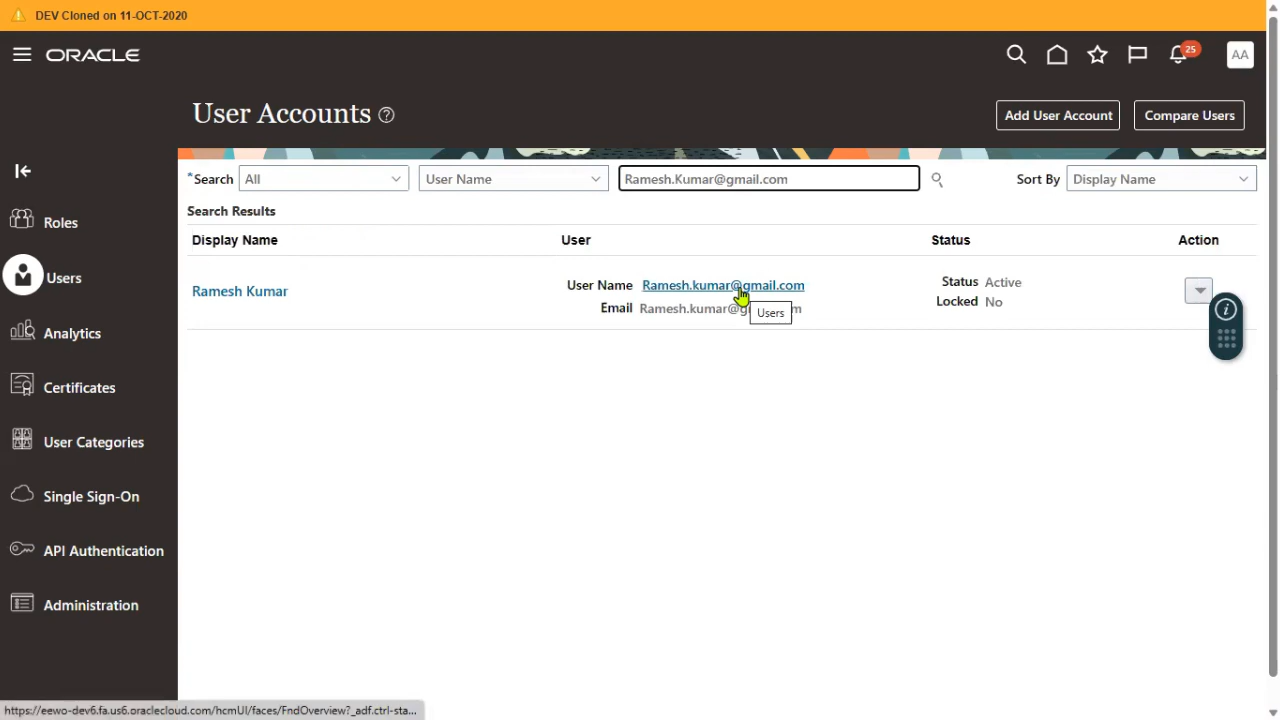 DEV Cloned on 11-OCT-2020
ORACLE
25
AA
User Accounts
Add User Account
Compare Users
*Search
All
User Name
Ramesh.Kumar@gmail.com
Sort By
Display Name
Search Results
Display Name
User
Status
Action
Ramesh Kumar
User Name Ramesh.kumar@gmail.com
Email Ramesh.kumar@g
Users
Status Active
Locked No
Roles
Users
Analytics
Certificates
User Categories
Single Sign-On
API Authentication
Administration
https://eewo-dev6.fa.us6.oraclecloud.com/hcmUI/faces/FndOverview?_adf.ctrl-sta...